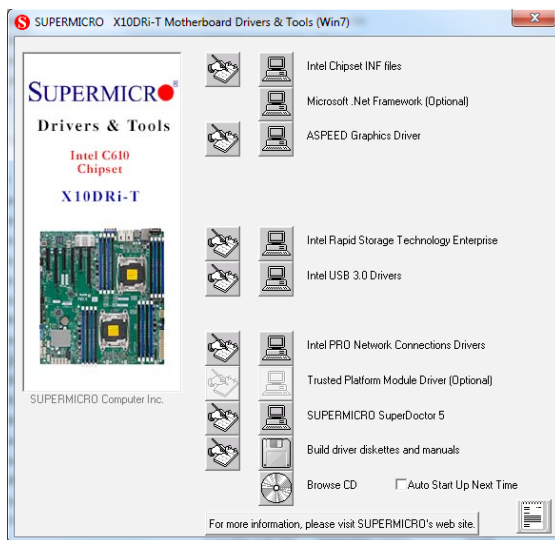 SUPERMICRO X10DRi-T Motherboard Drivers & Tools (Win7)
SUPERMICRO
Drivers & Tools
Intel C610
Chipset
X10DRi-T
SUPERMICRO Computer Inc.
Intel Chipset INF files
Microsoft .Net Framework (Optional)
ASPEED Graphics Driver
Intel Rapid Storage Technology Enterprise
Intel USB 3.0 Drivers
Intel PRO Network Connections Drivers
Trusted Platform Module Driver (Optional)
SUPERMICRO SuperDoctor 5
Build driver diskettes and manuals
Browse CD
Auto Start Up Next Time
For more information, please visit SUPERMICRO's web site.